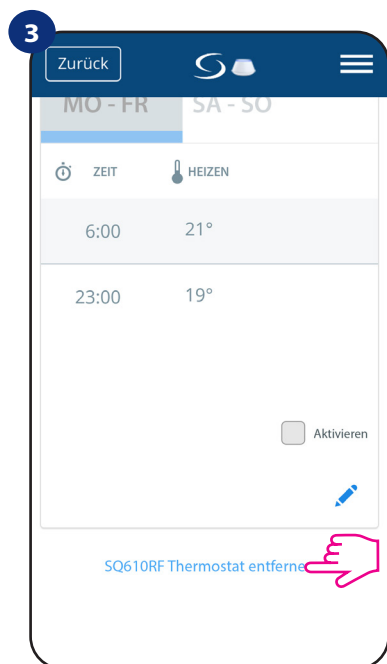 3
Zurück
MO - FR SA - SO
ZEIT HEIZEN
6:00 21°
23:00 19°
Aktivieren
SQ610RF Thermostat entferne